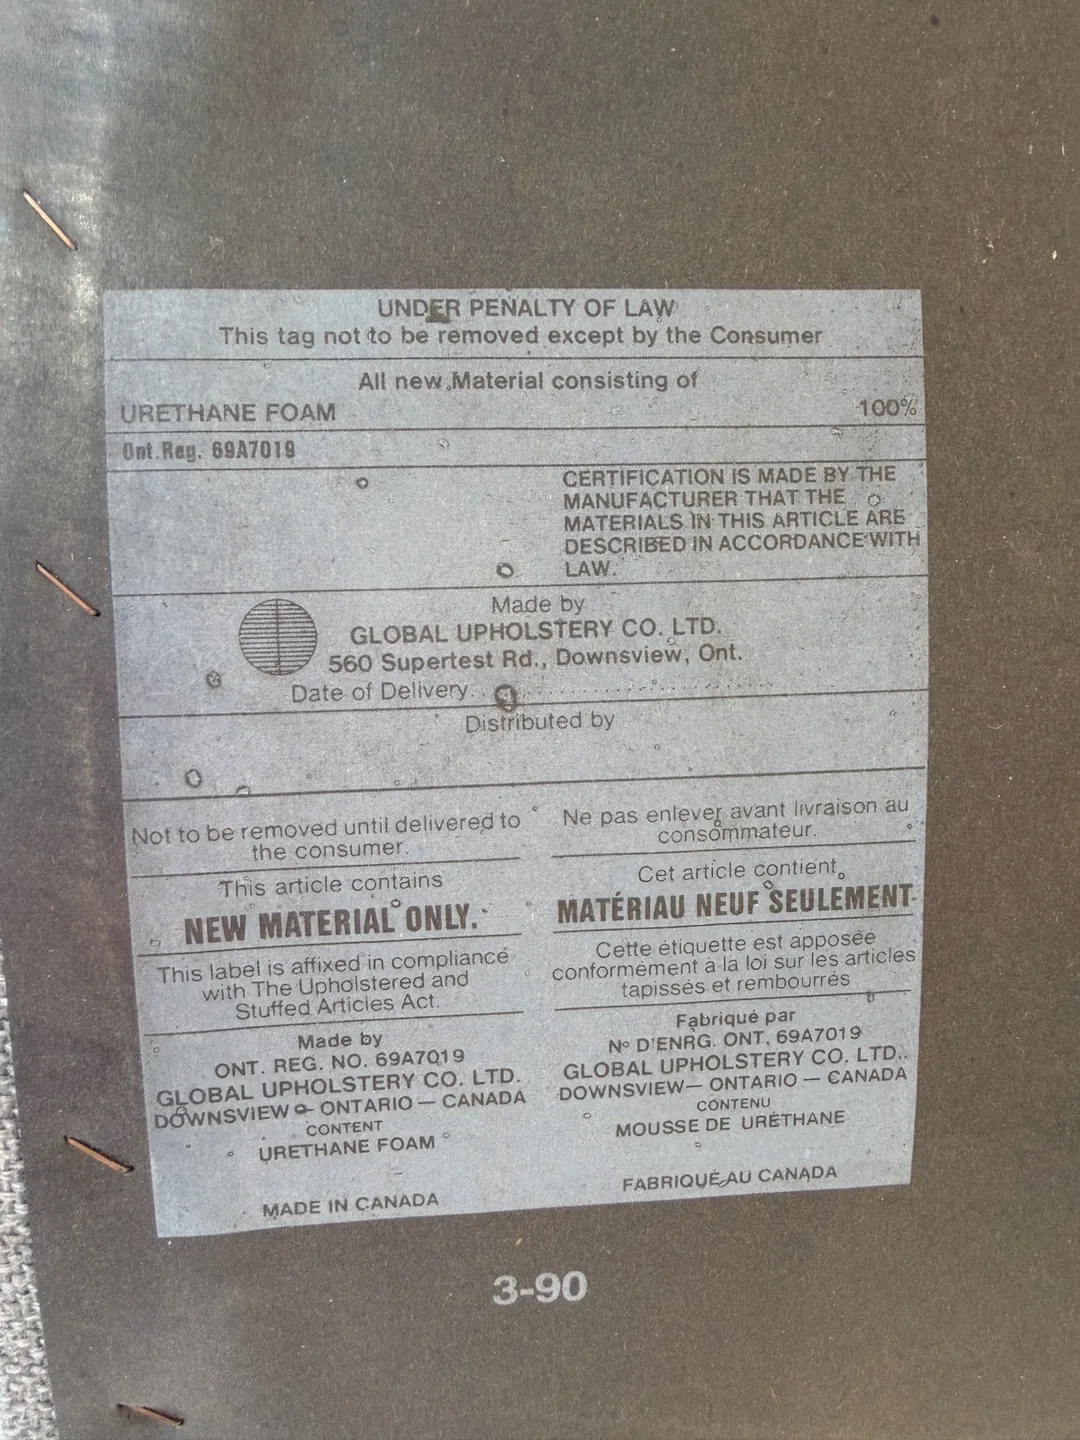 UNDER PENALTY OF LAW
This tag not to be removed except by the Consumer
All new Material consisting of
URETHANE FOAM 100%
Ont. Reg. 69A7019
CERTIFICATION IS MADE BY THE
MANUFACTURER THAT THE
MATERIALS IN THIS ARTICLE ARE
DESCRIBED IN ACCORDANCE WITH
LAW.
Made by
GLOBAL UPHOLSTERY CO. LTD.
560 Supertest Rd., Downsview, Ont.
Date of Delivery
Distributed by
Not to be removed until delivered to
the consumer.
This article contains
NEW MATERIAL ONLY.
This label is affixed in compliance
with The Upholstered and
Stuffed Articles Act.
Made by
ONT. REG. NO. 69A7019
GLOBAL UPHOLSTERY CO. LTD.
DOWNSVIEW — ONTARIO — CANADA
CONTENT
URETHANE FOAM
MADE IN CANADA
Ne pas enlever avant livraison au
consommateur.
Cet article contient
MATÉRIAU NEUF SEULEMENT
Cette étiquette est apposée
conformément à la loi sur les articles
tapissés et rembourrés
Fabriqué par
Nº D'ENRG. ONT. 69A7019
GLOBAL UPHOLSTERY CO. LTD.
DOWNSVIEW — ONTARIO — CANADA
CONTENU
MOUSSE DE URÉTHANE
FABRIQUÉ AU CANADA
3-90